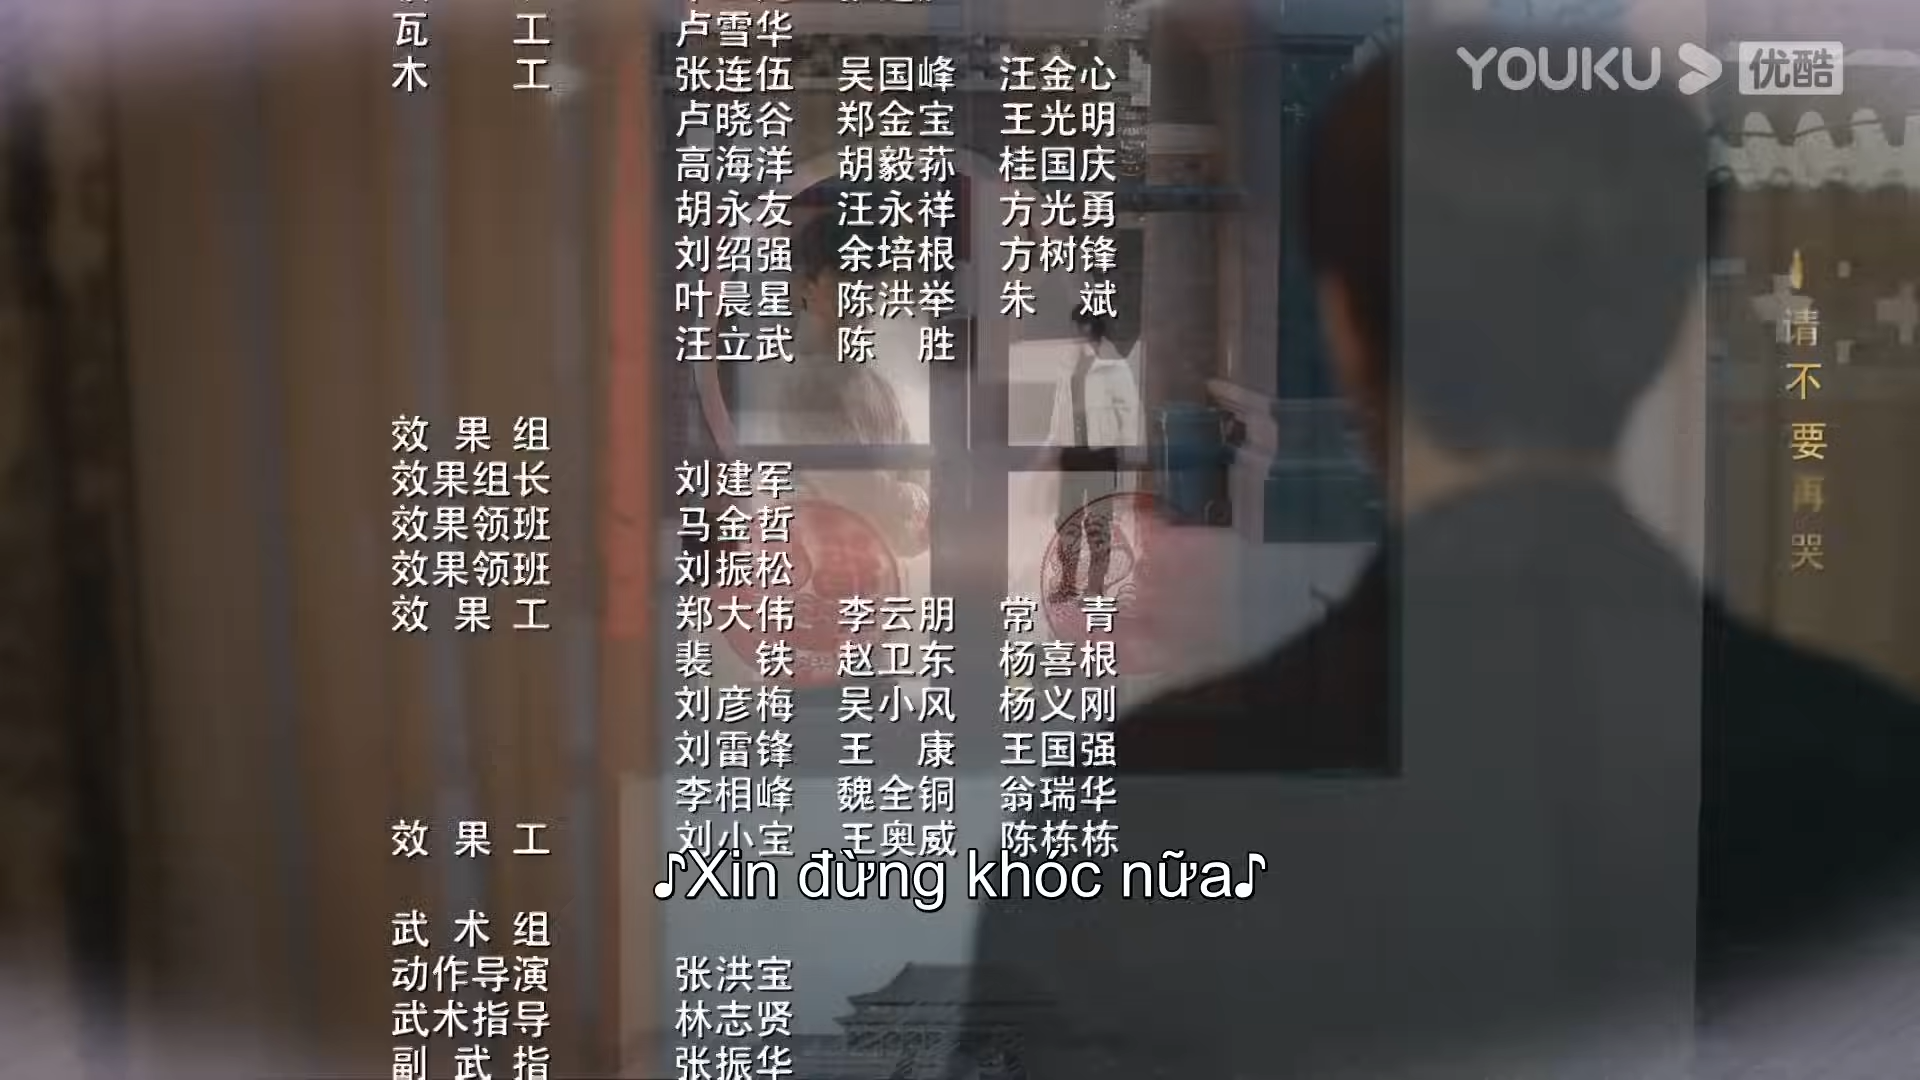 瓦工 卢雪华
木工 张连伍 吴国峰 汪金心
卢晓谷 郑金宝 王光明
高海洋 胡毅荪 桂国庆
胡永友 汪永祥 方光勇
刘绍强 余培根 方树锋
叶晨星 陈洪举 朱斌
汪立武 陈胜
效果组
效果组长 刘建军
效果领班 马金哲
效果领班 刘振松
效果工 郑大伟 李云朋 常青
裴铁 赵卫东 杨喜根
刘彦梅 吴小风 杨义刚
刘雷锋 王康 王国强
李相峰 魏全铜 翁瑞华
效果工 刘小宝 王奥威 陈栋栋
武术组
动作导演 张洪宝
武术指导 林志贤
副武指 张振华
♪Xin đừng khóc nữa♪
YOUKU 优酷
请不要再哭